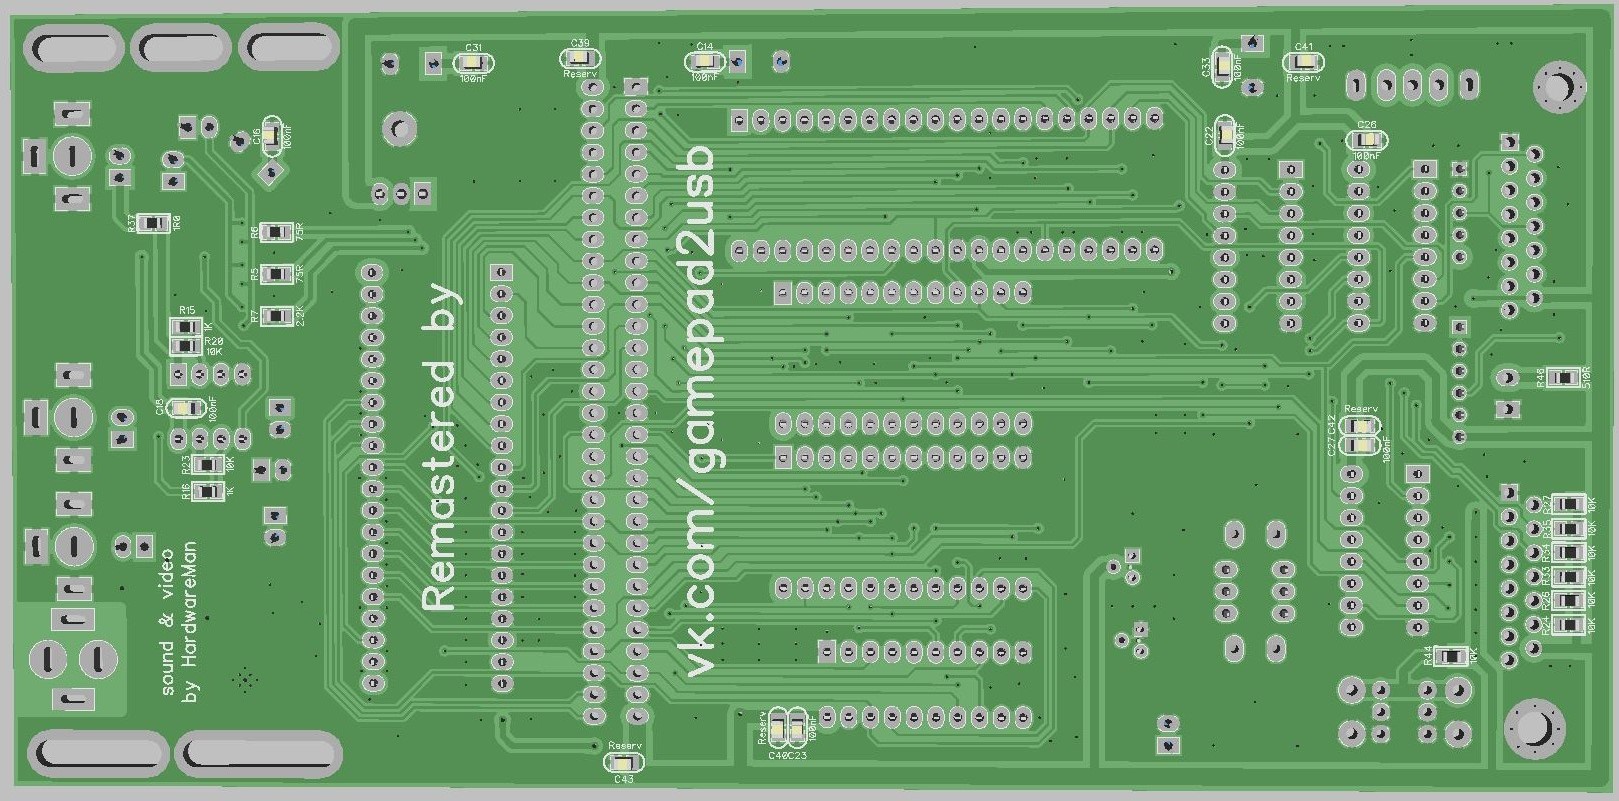 C31
100nF
C39
Reserv
C14
100nF
C33
100nF
C41
Reserv
C16
100nF
C22
100nF
C26
100nF
R37
1R0
R6
75R
R5
75R
R7
2.2K
R15
1K
R20
10K
C18
100nF
R23
10K
R16
1K
Remastered by
vk.com/gamepad2usb
sound & video
by HardwareMan
R46
510R
Reserv
C42
C27
100nF
R27
10K
R35
10K
R34
10K
R33
10K
R26
10K
R24
10K
R44
10K
Reserv
C40
C23
100nF
Reserv
C43